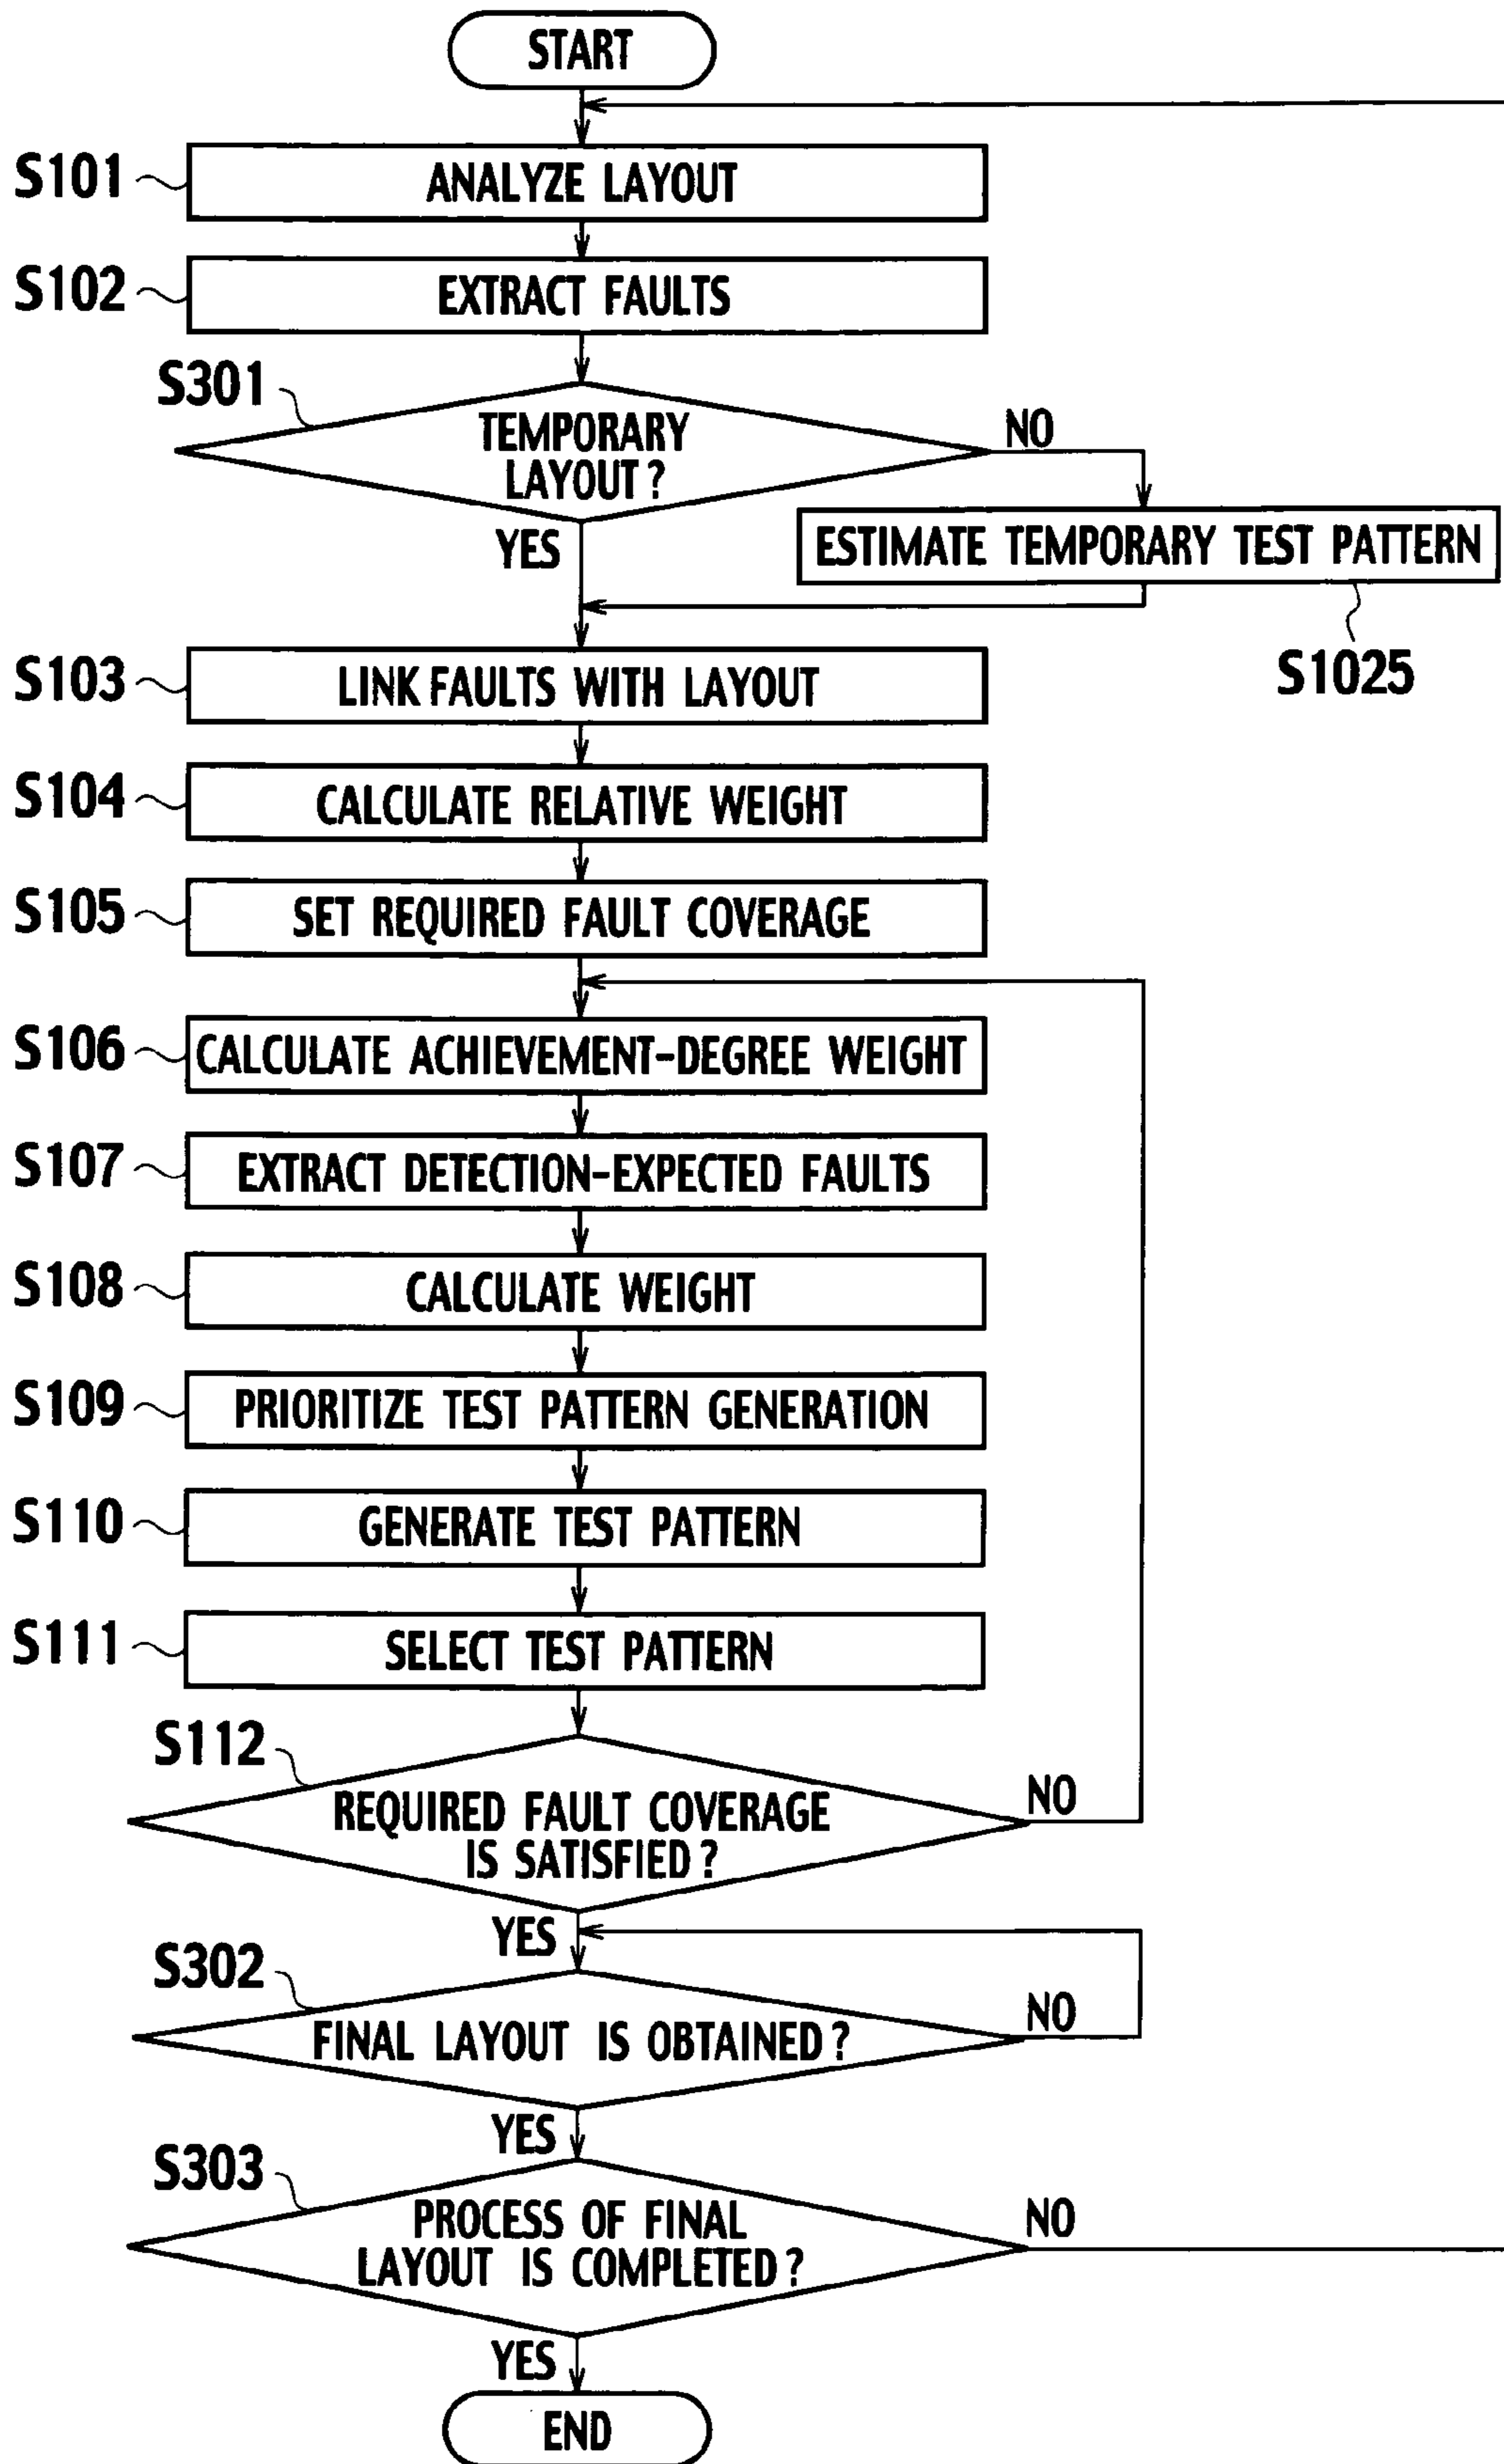 START
S101
ANALYZE LAYOUT
S102
EXTRACT FAULTS
S301
TEMPORARY
LAYOUT?
NO
YES
ESTIMATE TEMPORARY TEST PATTERN
S1025
S103
LINK FAULTS WITH LAYOUT
S104
CALCULATE RELATIVE WEIGHT
S105
SET REQUIRED FAULT COVERAGE
S106
CALCULATE ACHIEVEMENT-DEGREE WEIGHT
S107
EXTRACT DETECTION-EXPECTED FAULTS
S108
CALCULATE WEIGHT
S109
PRIORITIZE TEST PATTERN GENERATION
S110
GENERATE TEST PATTERN
S111
SELECT TEST PATTERN
S112
REQUIRED FAULT COVERAGE
IS SATISFIED?
NO
YES
S302
FINAL LAYOUT IS OBTAINED?
NO
YES
S303
PROCESS OF FINAL
LAYOUT IS COMPLETED?
NO
YES
END